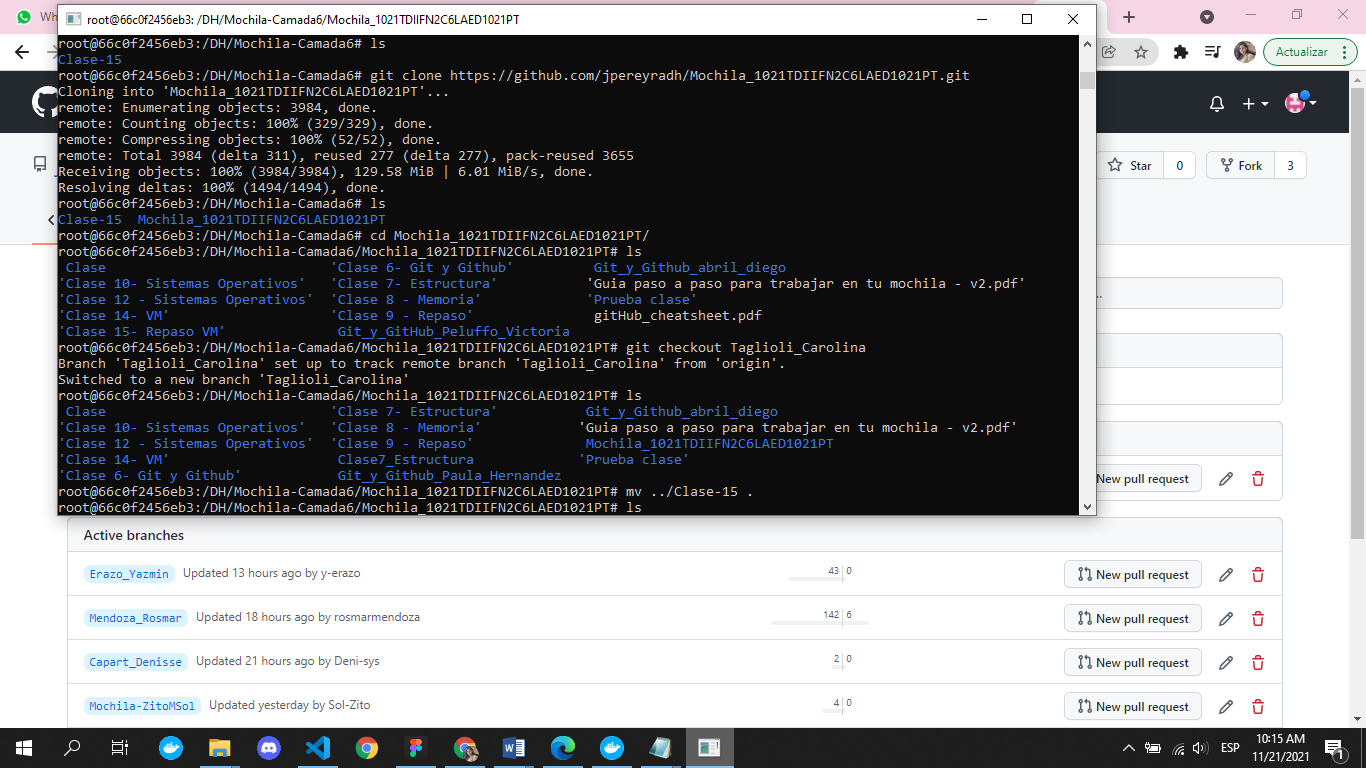 Wha
root@66c0f2456eb3: /DH/Mochila-Camada6/Mochila_1021TDIIFN2C6LAED1021PT
root@66c0f2456eb3:/DH/Mochila-Camada6# ls
Clase-15
root@66c0f2456eb3:/DH/Mochila-Camada6# git clone https://github.com/jpereyradh/Mochila_1021TDIIFN2C6LAED1021PT.git
Cloning into 'Mochila_1021TDIIFN2C6LAED1021PT'...
remote: Enumerating objects: 3984, done.
remote: Counting objects: 100% (329/329), done.
remote: Compressing objects: 100% (52/52), done.
remote: Total 3984 (delta 311), reused 277 (delta 277), pack-reused 3655
Receiving objects: 100% (3984/3984), 129.58 MiB | 6.01 MiB/s, done.
Resolving deltas: 100% (1494/1494), done.
root@66c0f2456eb3:/DH/Mochila-Camada6# ls
Clase-15  Mochila_1021TDIIFN2C6LAED1021PT
root@66c0f2456eb3:/DH/Mochila-Camada6# cd Mochila_1021TDIIFN2C6LAED1021PT/
root@66c0f2456eb3:/DH/Mochila-Camada6/Mochila_1021TDIIFN2C6LAED1021PT# ls
Clase 'Clase 6- Git y Github' Git_y_Github_abril_diego
'Clase 10- Sistemas Operativos' 'Clase 7- Estructura' 'Guia paso a paso para trabajar en tu mochila - v2.pdf'
'Clase 12 - Sistemas Operativos' 'Clase 8 - Memoria' 'Prueba clase'
'Clase 14- VM' 'Clase 9 - Repaso' gitHub_cheatsheet.pdf
'Clase 15- Repaso VM' Git_y_GitHub_Peluffo_Victoria
root@66c0f2456eb3:/DH/Mochila-Camada6/Mochila_1021TDIIFN2C6LAED1021PT# git checkout Taglioli_Carolina
Branch 'Taglioli_Carolina' set up to track remote branch 'Taglioli_Carolina' from 'origin'.
Switched to a new branch 'Taglioli_Carolina'
root@66c0f2456eb3:/DH/Mochila-Camada6/Mochila_1021TDIIFN2C6LAED1021PT# ls
Clase 'Clase 7- Estructura' Git_y_Github_abril_diego
'Clase 10- Sistemas Operativos' 'Clase 8 - Memoria' 'Guia paso a paso para trabajar en tu mochila - v2.pdf'
'Clase 12 - Sistemas Operativos' 'Clase 9 - Repaso' Mochila_1021TDIIFN2C6LAED1021PT
'Clase 14- VM' Clase7_Estructura 'Prueba clase'
'Clase 6- Git y Github' Git_y_Github_Paula_Hernandez
root@66c0f2456eb3:/DH/Mochila-Camada6/Mochila_1021TDIIFN2C6LAED1021PT# mv ../Clase-15 .
root@66c0f2456eb3:/DH/Mochila-Camada6/Mochila_1021TDIIFN2C6LAED1021PT# ls
Actualizar
Star 0 Fork 3
New pull request
Active branches
Erazo_Yazmin Updated 13 hours ago by y-erazo 43 0 New pull request
Mendoza_Rosmar Updated 18 hours ago by rosmarmendoza 142 6 New pull request
Capart_Denisse Updated 21 hours ago by Deni-sys 2 0 New pull request
Mochila-ZitoMSol Updated yesterday by Sol-Zito 4 0 New pull request
ESP
10:15 AM
11/21/2021
1